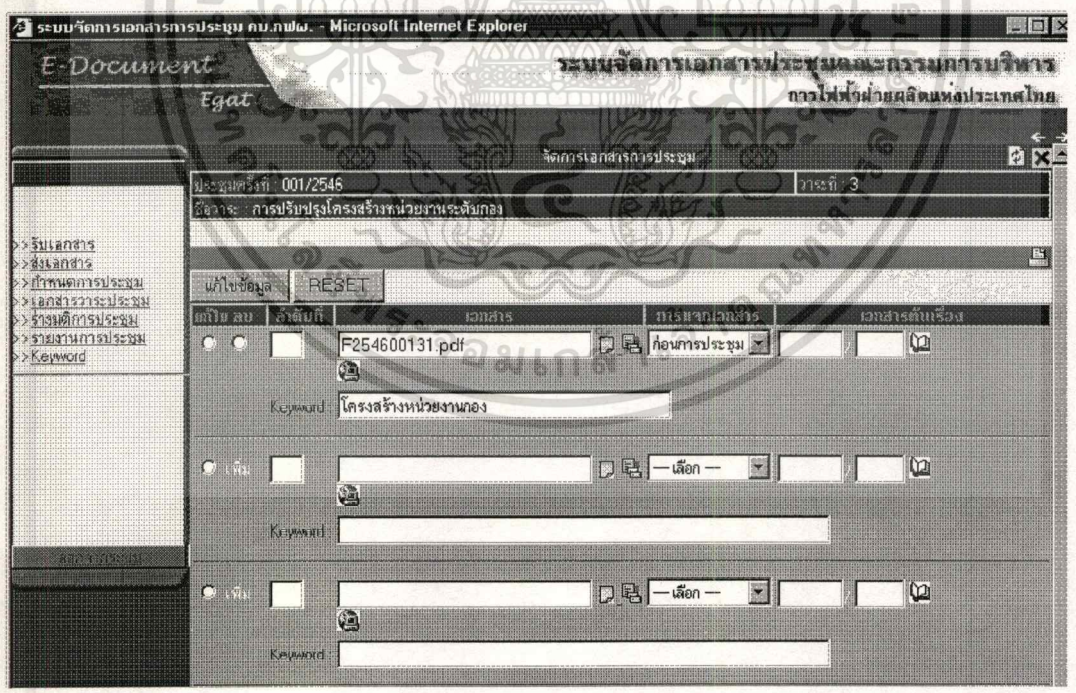 ระบบจัดการเอกสารการประชุม คบ.กฟผ. - Microsoft Internet Explorer
E-Document
Egat
ระบบจัดการเอกสารประชุมคณะกรรมการบริหาร
การไฟฟ้าฝ่ายผลิตแห่งประเทศไทย
จัดการเอกสารการประชุม
ประชุมครั้งที่ : 001/2546 วาระที่ : 3
ชื่อวาระ : การปรับปรุงโครงสร้างหน่วยงานระดับกอง
>>รับเอกสาร
>>ส่งเอกสาร
>>กำหนดการประชุม
>>เอกสารวาระประชุม
>>ร่างมติการประชุม
>>รายงานการประชุม
>>Keyword
แก้ไขข้อมูล RESET
แก้ไข ลบ ลำดับที่ เอกสาร การแจกเอกสาร เอกสารต้นเรื่อง
F254600131.pdf ก่อนการประชุม /
Keyword : โครงสร้างหน่วยงานกอง
เพิ่ม --- เลือก --- /
Keyword :
เพิ่ม --- เลือก --- /
Keyword :